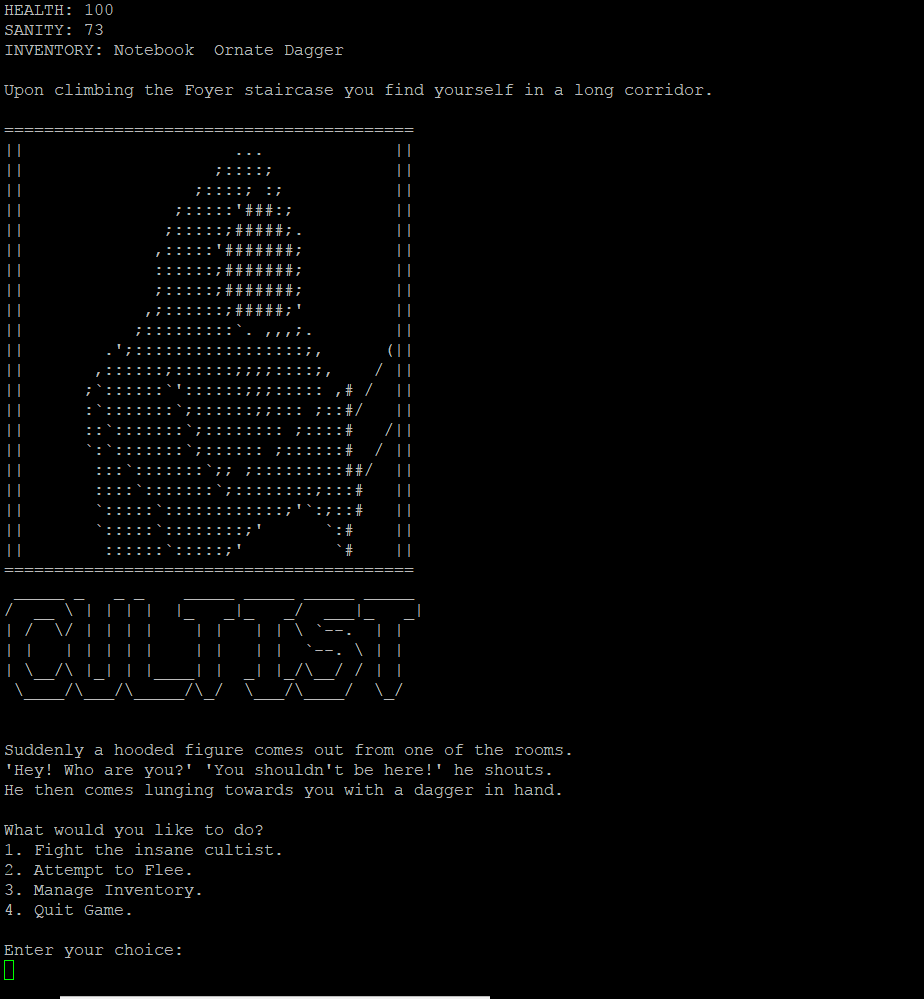 HEALTH: 100
SANITY: 73
INVENTORY: Notebook  Ornate Dagger
Upon climbing the Foyer staircase you find yourself in a long corridor.
CULTIST
Suddenly a hooded figure comes out from one of the rooms.
'Hey! Who are you?' 'You shouldn't be here!' he shouts.
He then comes lunging towards you with a dagger in hand.
What would you like to do?
1. Fight the insane cultist.
2. Attempt to Flee.
3. Manage Inventory.
4. Quit Game.
Enter your choice: